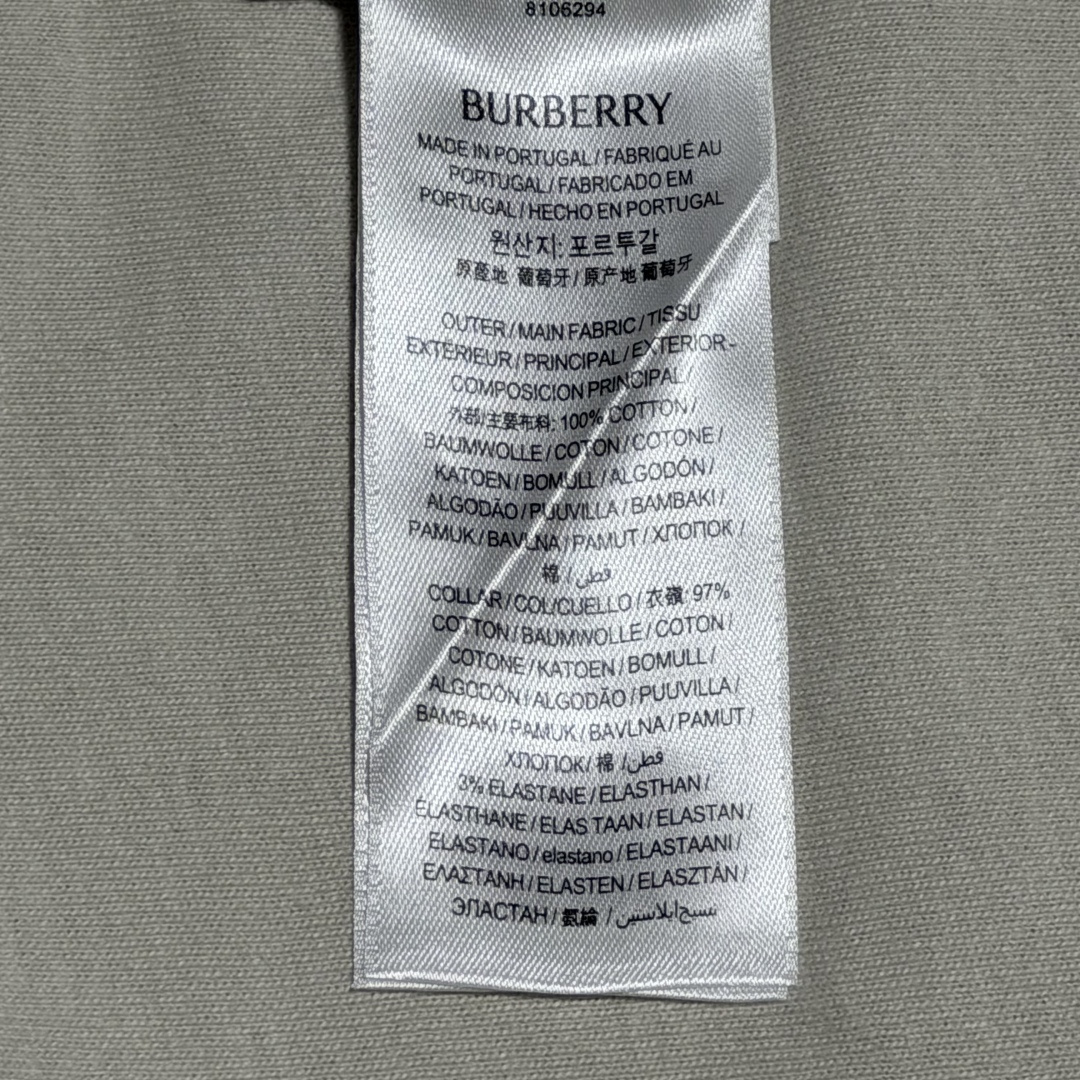 8106294
BURBERRY
MADE IN PORTUGAL / FABRIQUÉ AU
PORTUGAL / FABRICADO EM
PORTUGAL / HECHO EN PORTUGAL
원산지: 포르투갈
原產地 葡萄牙 / 原产地 葡萄牙
OUTER / MAIN FABRIC / TISSU
EXTERIEUR / PRINCIPAL / EXTERIOR -
COMPOSICION PRINCIPAL /
外部/主要布料: 100% COTTON /
BAUMWOLLE / COTON / COTONE /
KATOEN / BOMULL / ALGODÓN /
ALGODÃO / PUUVILLA / BAMBAKI /
PAMUK / BAVLNA / PAMUT / ХЛОПОК /
棉 / قطن
COLLAR / COL/CUELLO / 衣領: 97%
COTTON / BAUMWOLLE / COTON /
COTONE / KATOEN / BOMULL /
ALGODÓN / ALGODÃO / PUUVILLA /
BAMBAKI / PAMUK / BAVLNA / PAMUT /
ХЛОПОК/ 棉 / قطن
3% ELASTANE / ELASTHAN /
ELASTHANE / ELAS TAAN / ELASTAN /
ELASTANO / elastano / ELASTAANI /
ΕΛΑΣΤΑΝΗ / ELASTEN / ELASZTÁN /
ЭЛАСТАН / 氨綸 /